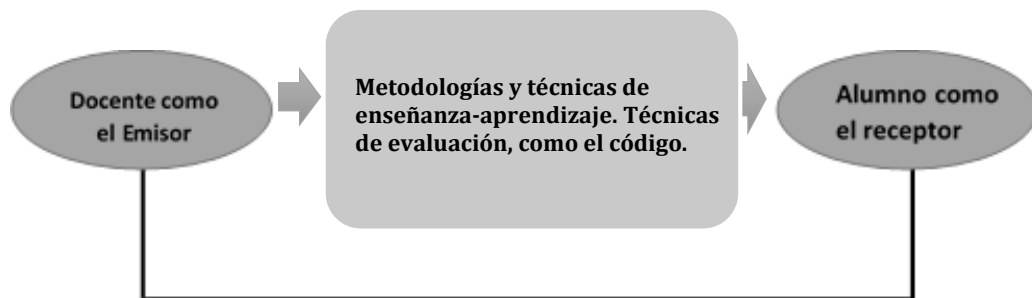 Docente como
el Emisor
Metodologías y técnicas de
enseñanza-aprendizaje. Técnicas
de evaluación, como el código.
Alumno como
el receptor